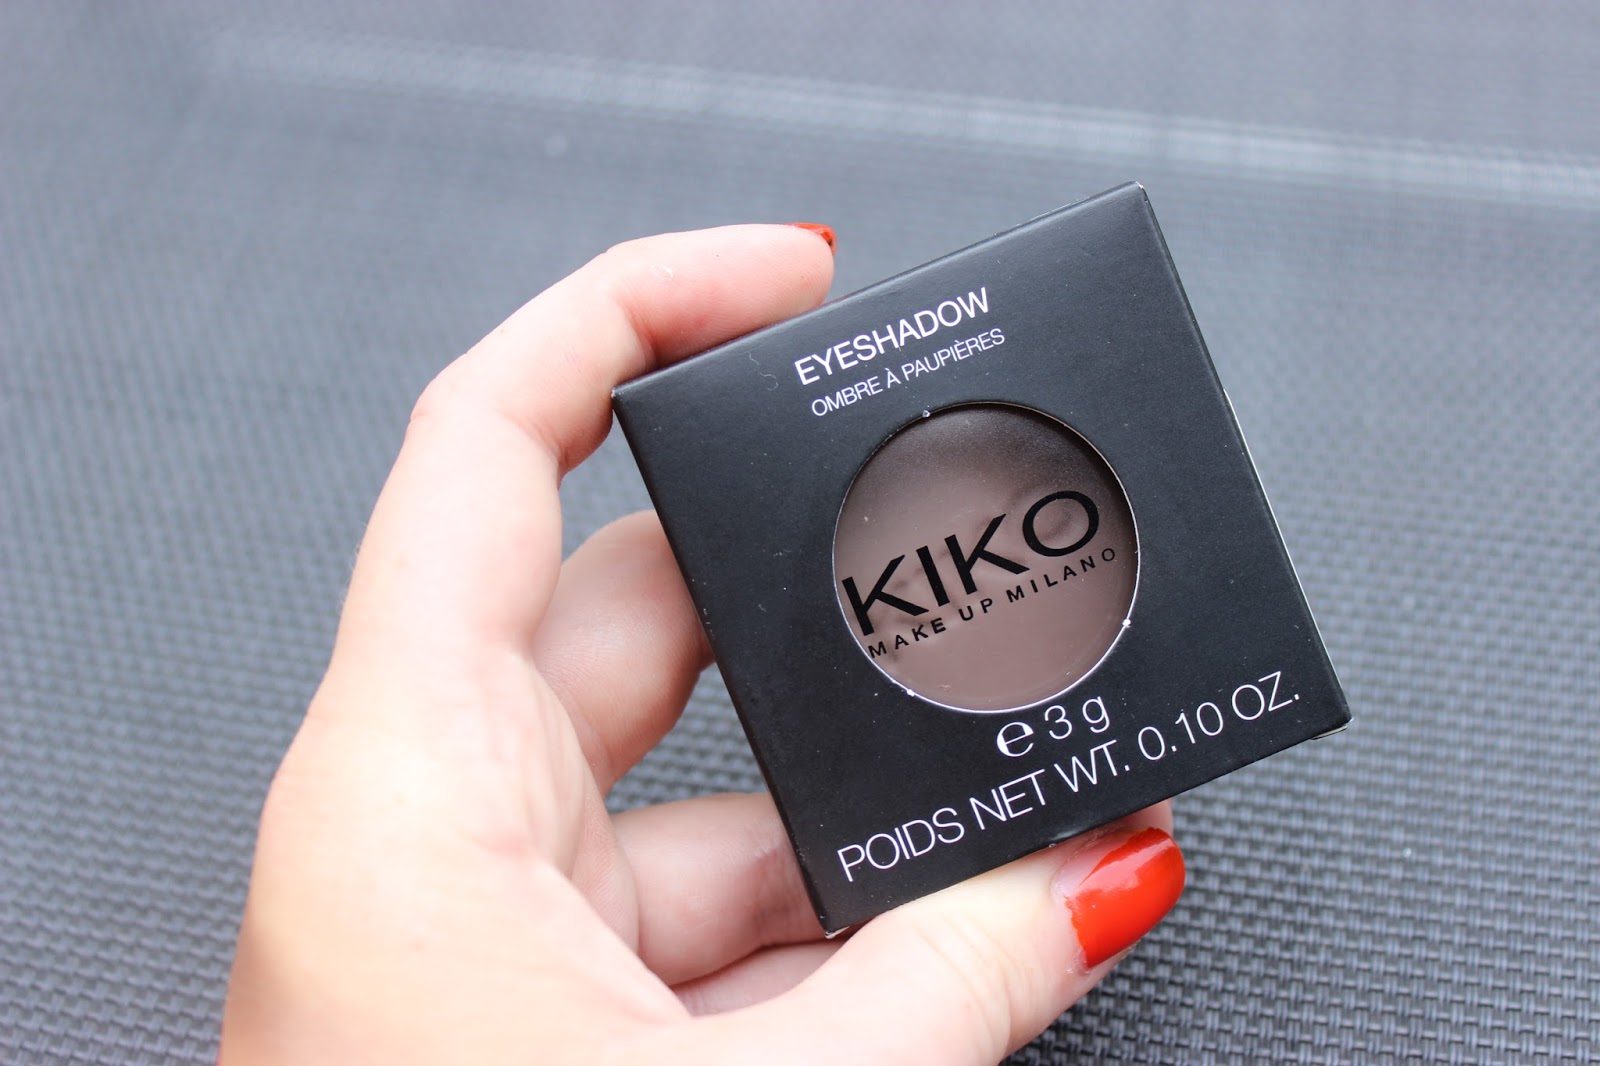 EYESHADOW
OMBRE À PAUPIÈRES
KIKO
MAKE UP MILANO
℮ 3 g
POIDS NET WT. 0.10 OZ.